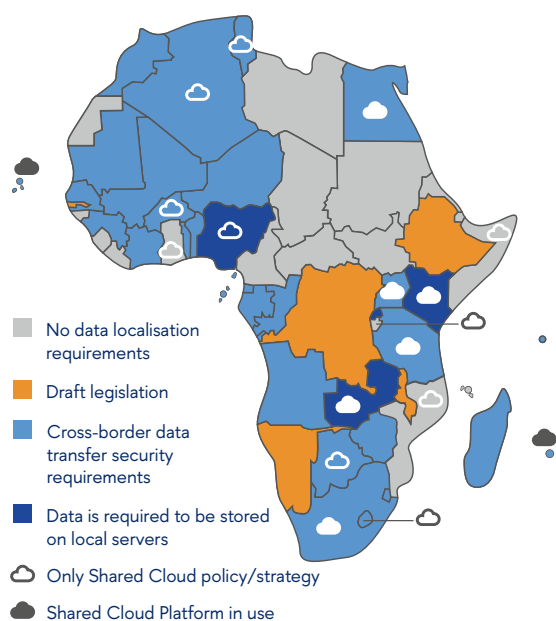 No data localisation
requirements
Draft legislation
Cross-border data
transfer security
requirements
Data is required to be stored
on local servers
Only Shared Cloud policy/strategy
Shared Cloud Platform in use